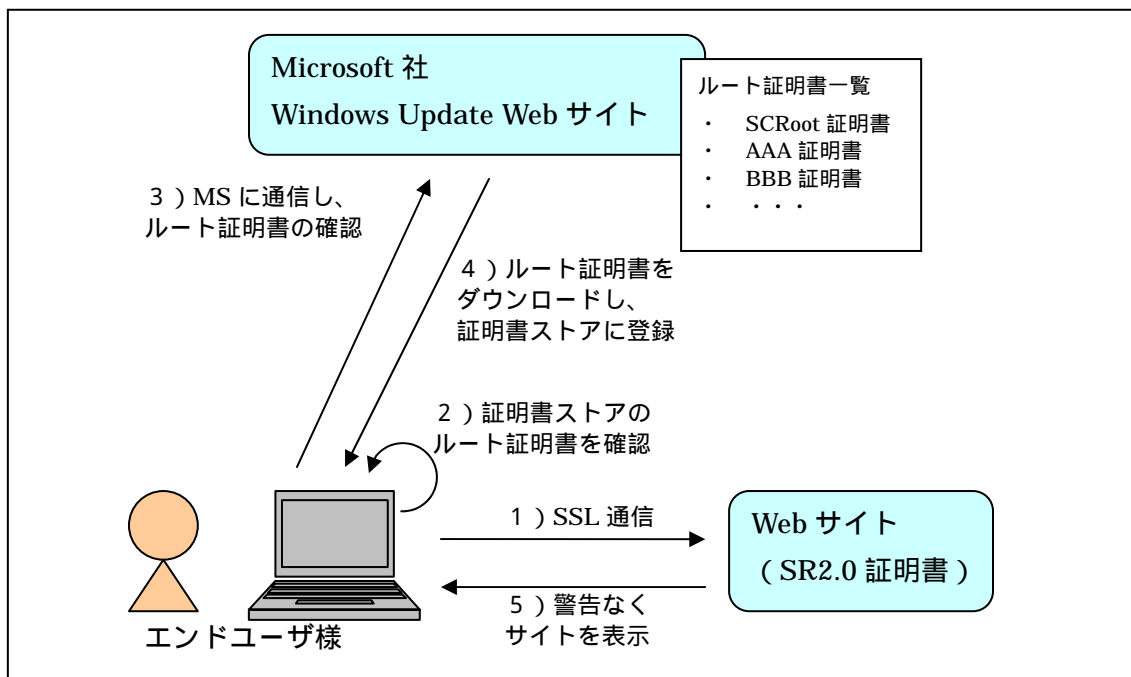 Microsoft 社
Windows Update Web サイト
ルート証明書一覧
・ SCRoot 証明書
・ AAA 証明書
・ BBB 証明書
・ ・・・
3）MS に通信し、
ルート証明書の確認
4）ルート証明書を
ダウンロードし、
証明書ストアに登録
2）証明書ストアの
ルート証明書を確認
1）SSL 通信
Web サイト
（SR2.0 証明書）
5）警告なく
サイトを表示
エンドユーザ様